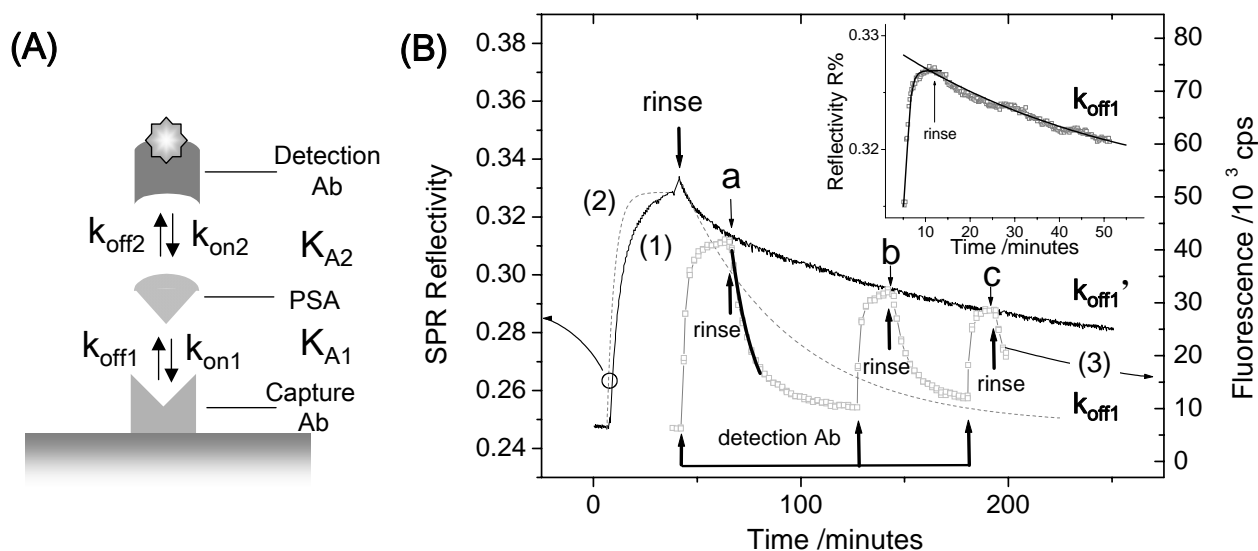 (A)
Detection
Ab
koff2 kon2 KA2
PSA
koff1 kon1 KA1
Capture
Ab
(B)
SPR Reflectivity
0.38
0.36
0.34
0.32
0.30
0.28
0.26
0.24
rinse
(2)
(1)
a
rinse
b
rinse
c
rinse
(3)
koff1'
koff1
detection Ab
0 100 200
Time /minutes
80
70
60
50
40
30
20
10
0
Fluorescence /10³ cps
Reflectivity R%
0.33
0.32
rinse
koff1
10 20 30 40 50
Time /minutes